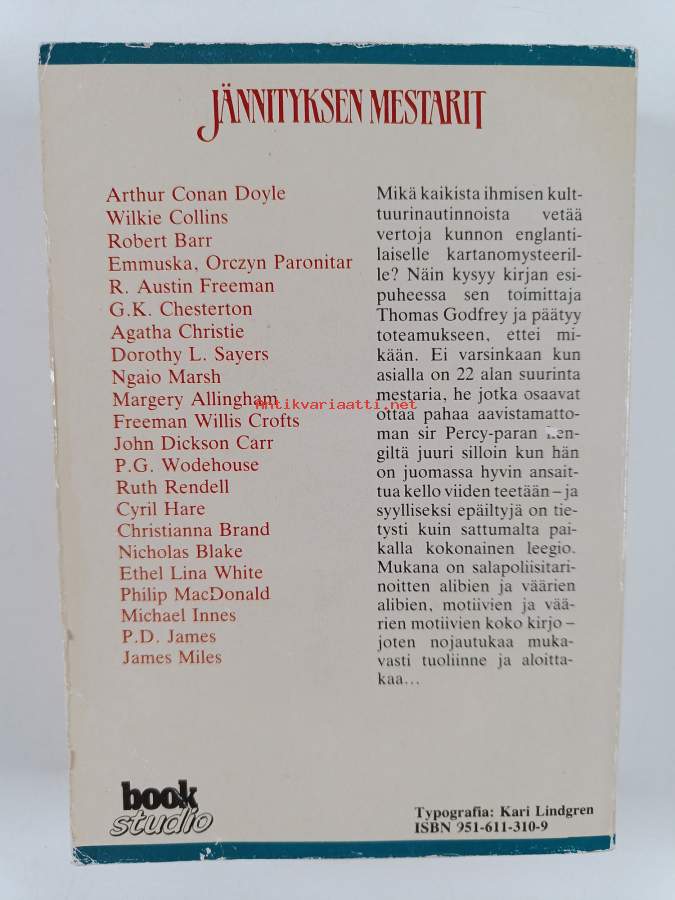 JÄNNITYKSEN MESTARIT
Arthur Conan Doyle
Wilkie Collins
Robert Barr
Emmuska, Orczyn Paronitar
R. Austin Freeman
G.K. Chesterton
Agatha Christie
Dorothy L. Sayers
Ngaio Marsh
Margery Allingham
Freeman Willis Crofts
John Dickson Carr
P.G. Wodehouse
Ruth Rendell
Cyril Hare
Christianna Brand
Nicholas Blake
Ethel Lina White
Philip MacDonald
Michael Innes
P.D. James
James Miles
Mikä kaikista ihmisen kult-
tuurinautinnoista vetää
vertoja kunnon englanti-
laiselle kartanomysteeril-
le? Näin kysyy kirjan esi-
puheessa sen toimittaja
Thomas Godfrey ja päätyy
toteamukseen, ettei mi-
kään. Ei varsinkaan kun
asialla on 22 alan suurinta
mestaria, he jotka osaavat
ottaa pahaa aavistamatto-
man sir Percy-paran hen-
giltä juuri silloin kun hän
on juomassa hyvin ansait-
tua kello viiden teetään – ja
syylliseksi epäiltyjä on tie-
tysti kuin sattumalta pai-
kalla kokonainen leegio.
Mukana on salapoliisitari-
noitten alibien ja väärien
alibien, motiivien ja vää-
rien motiivien koko kirjo –
joten nojautukaa muka-
vasti tuoliinne ja aloitta-
kaa...
Antikvariaatti.net
book
studio
Typografia: Kari Lindgren
ISBN 951-611-310-9